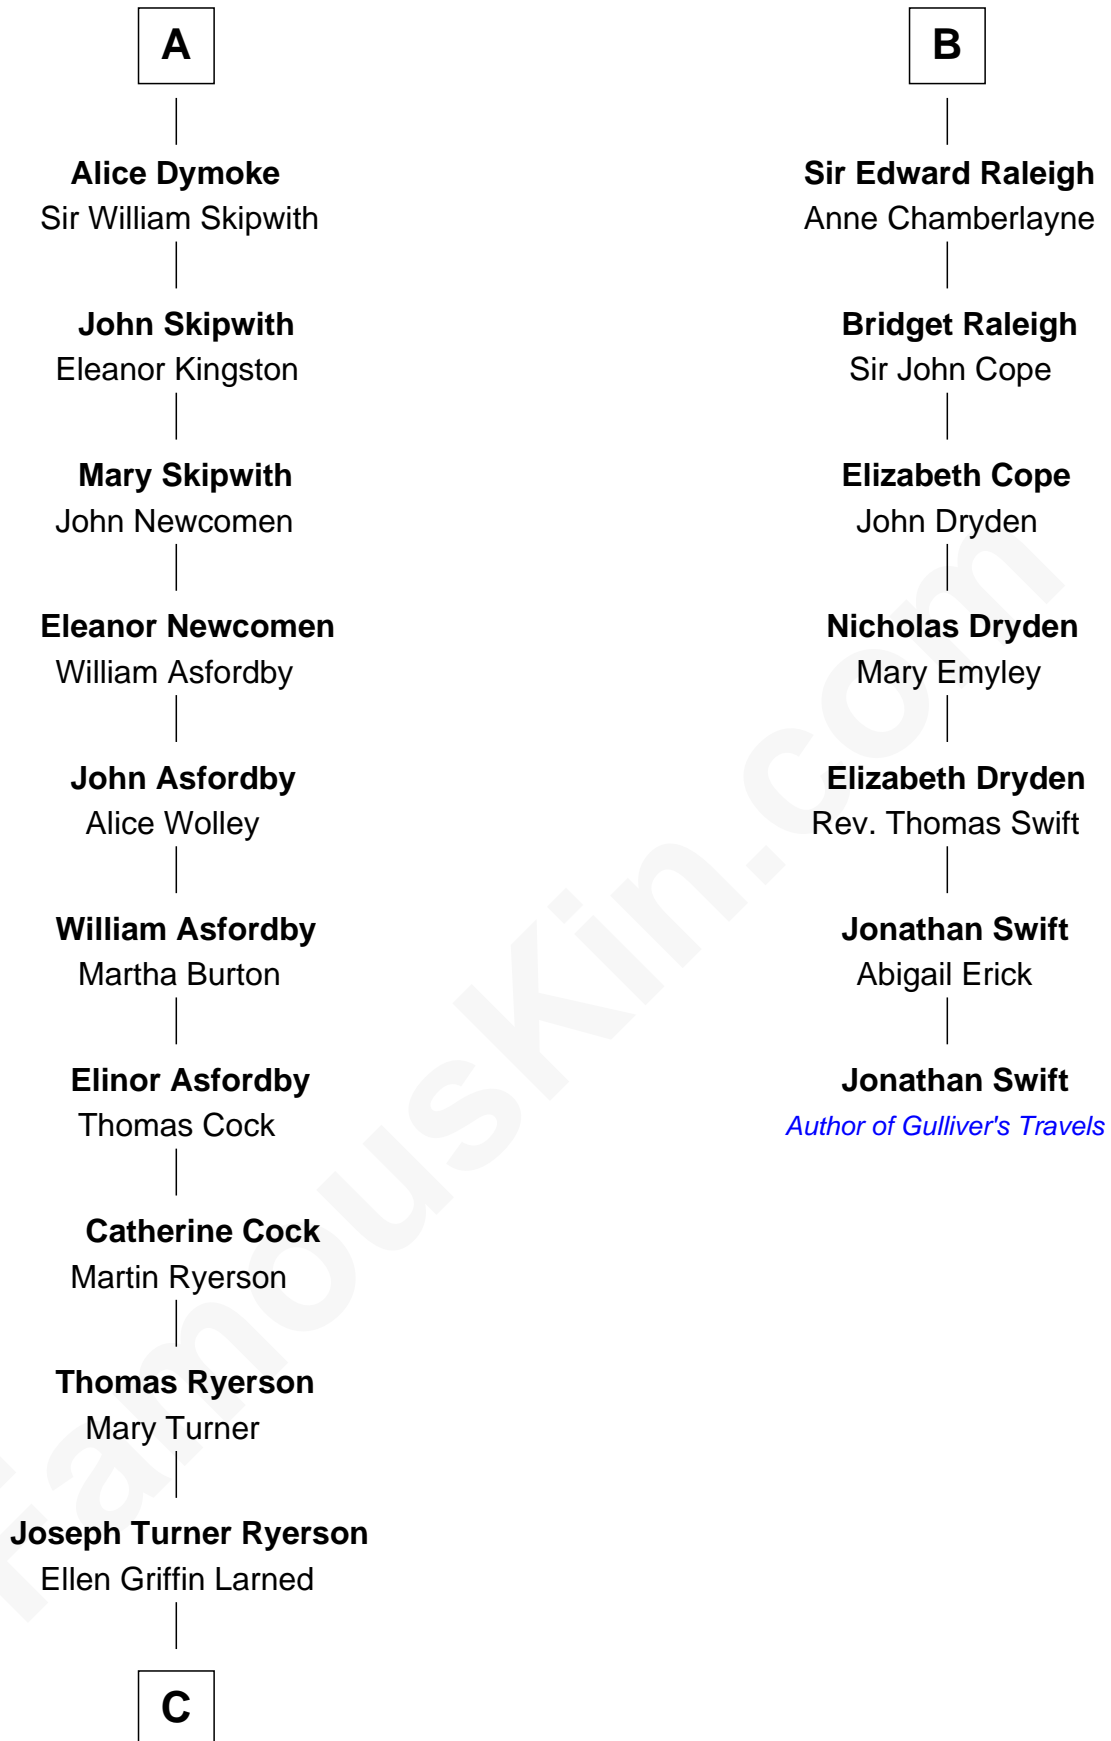 A
Alice Dymoke
Sir William Skipwith
John Skipwith
Eleanor Kingston
Mary Skipwith
John Newcomen
Eleanor Newcomen
William Asfordby
John Asfordby
Alice Wolley
William Asfordby
Martha Burton
Elinor Asfordby
Thomas Cock
Catherine Cock
Martin Ryerson
Thomas Ryerson
Mary Turner
Joseph Turner Ryerson
Ellen Griffin Larned
C
B
Sir Edward Raleigh
Anne Chamberlayne
Bridget Raleigh
Sir John Cope
Elizabeth Cope
John Dryden
Nicholas Dryden
Mary Emyley
Elizabeth Dryden
Rev. Thomas Swift
Jonathan Swift
Abigail Erick
Jonathan Swift
Author of Gulliver's Travels
FamousKin.com